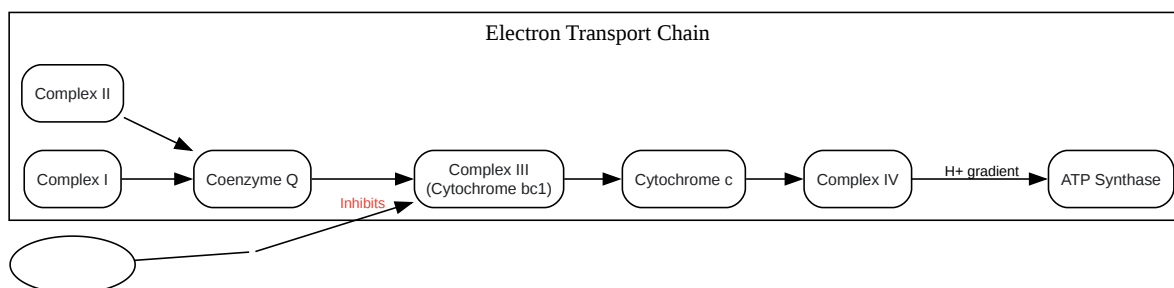 Electron Transport Chain
Complex II
Complex I
Coenzyme Q
Complex III
(Cytochrome bc1)
Cytochrome c
Complex IV
H+ gradient
ATP Synthase
Inhibits